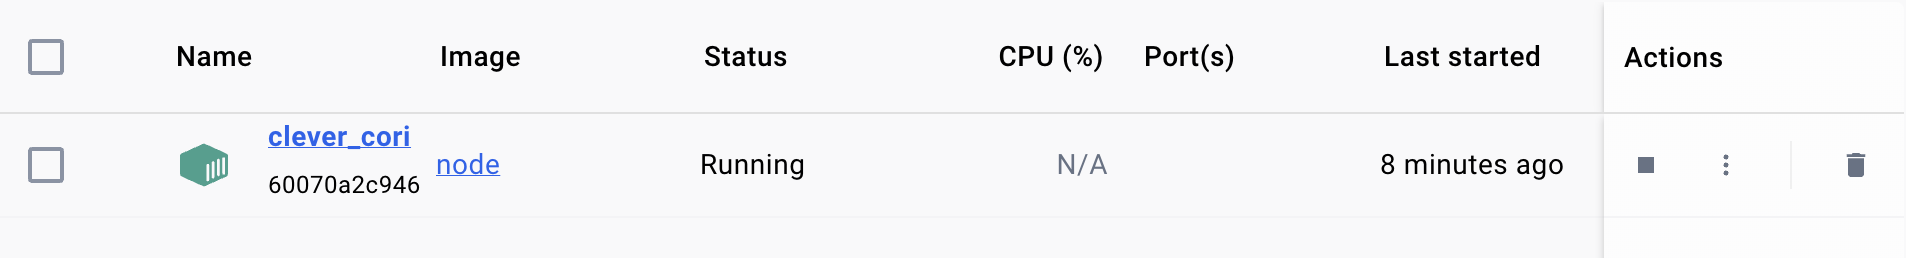 Name Image Status CPU (%) Port(s) Last started Actions
clever_cori
60070a2c946
node
Running
N/A
8 minutes ago